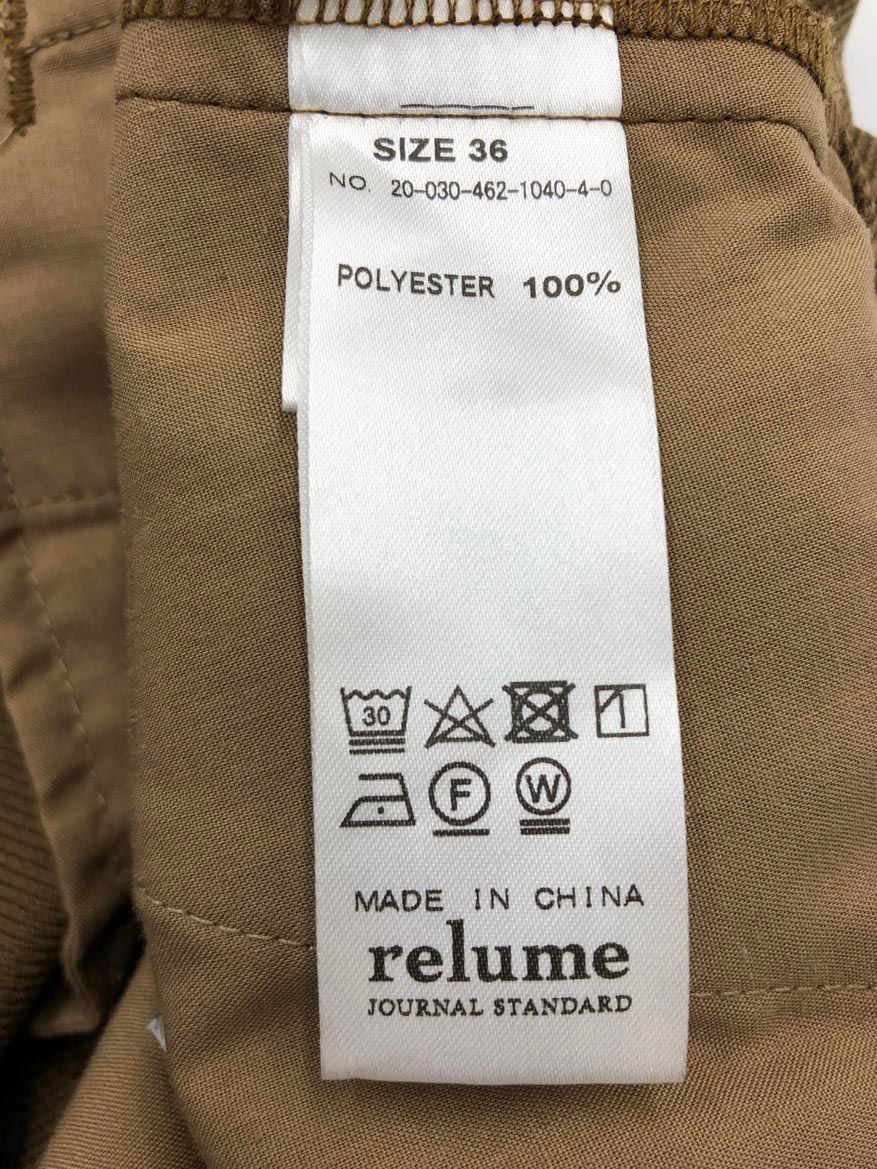 SIZE 36
NO. 20-030-462-1040-4-0
POLYESTER 100%
30
F W
MADE IN CHINA
relume
JOURNAL STANDARD